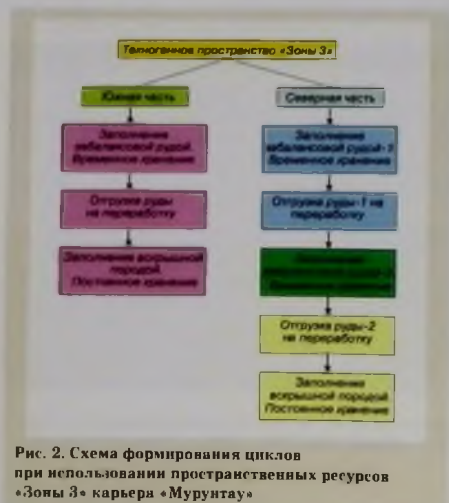 Техногенное пространство «Зоны 3»
Южная часть
Северная часть
Заполнение
забалансовой рудой.
Временное хранение
Отгрузка руды
на переработку
Заполнение вскрышной
породой.
Постоянное хранение
Заполнение
забалансовой рудой-1
Временное хранение
Отгрузка руды-1 на
переработку
Отгрузка руды-2
на переработку
Заполнение
вскрышной породой.
Постоянное хранение
Рис. 2. Схема формирования циклов
при использовании пространственных ресурсов
«Зоны 3» карьера «Мурунтау»